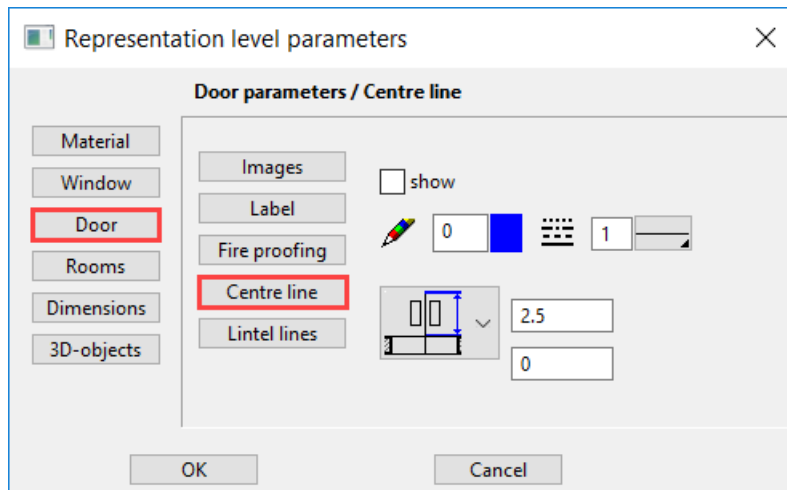 Representation level parameters
Door parameters / Centre line
Material
Window
Door
Rooms
Dimensions
3D-objects
Images
Label
Fire proofing
Centre line
Lintel lines
show
0 1
2.5
0
OK Cancel